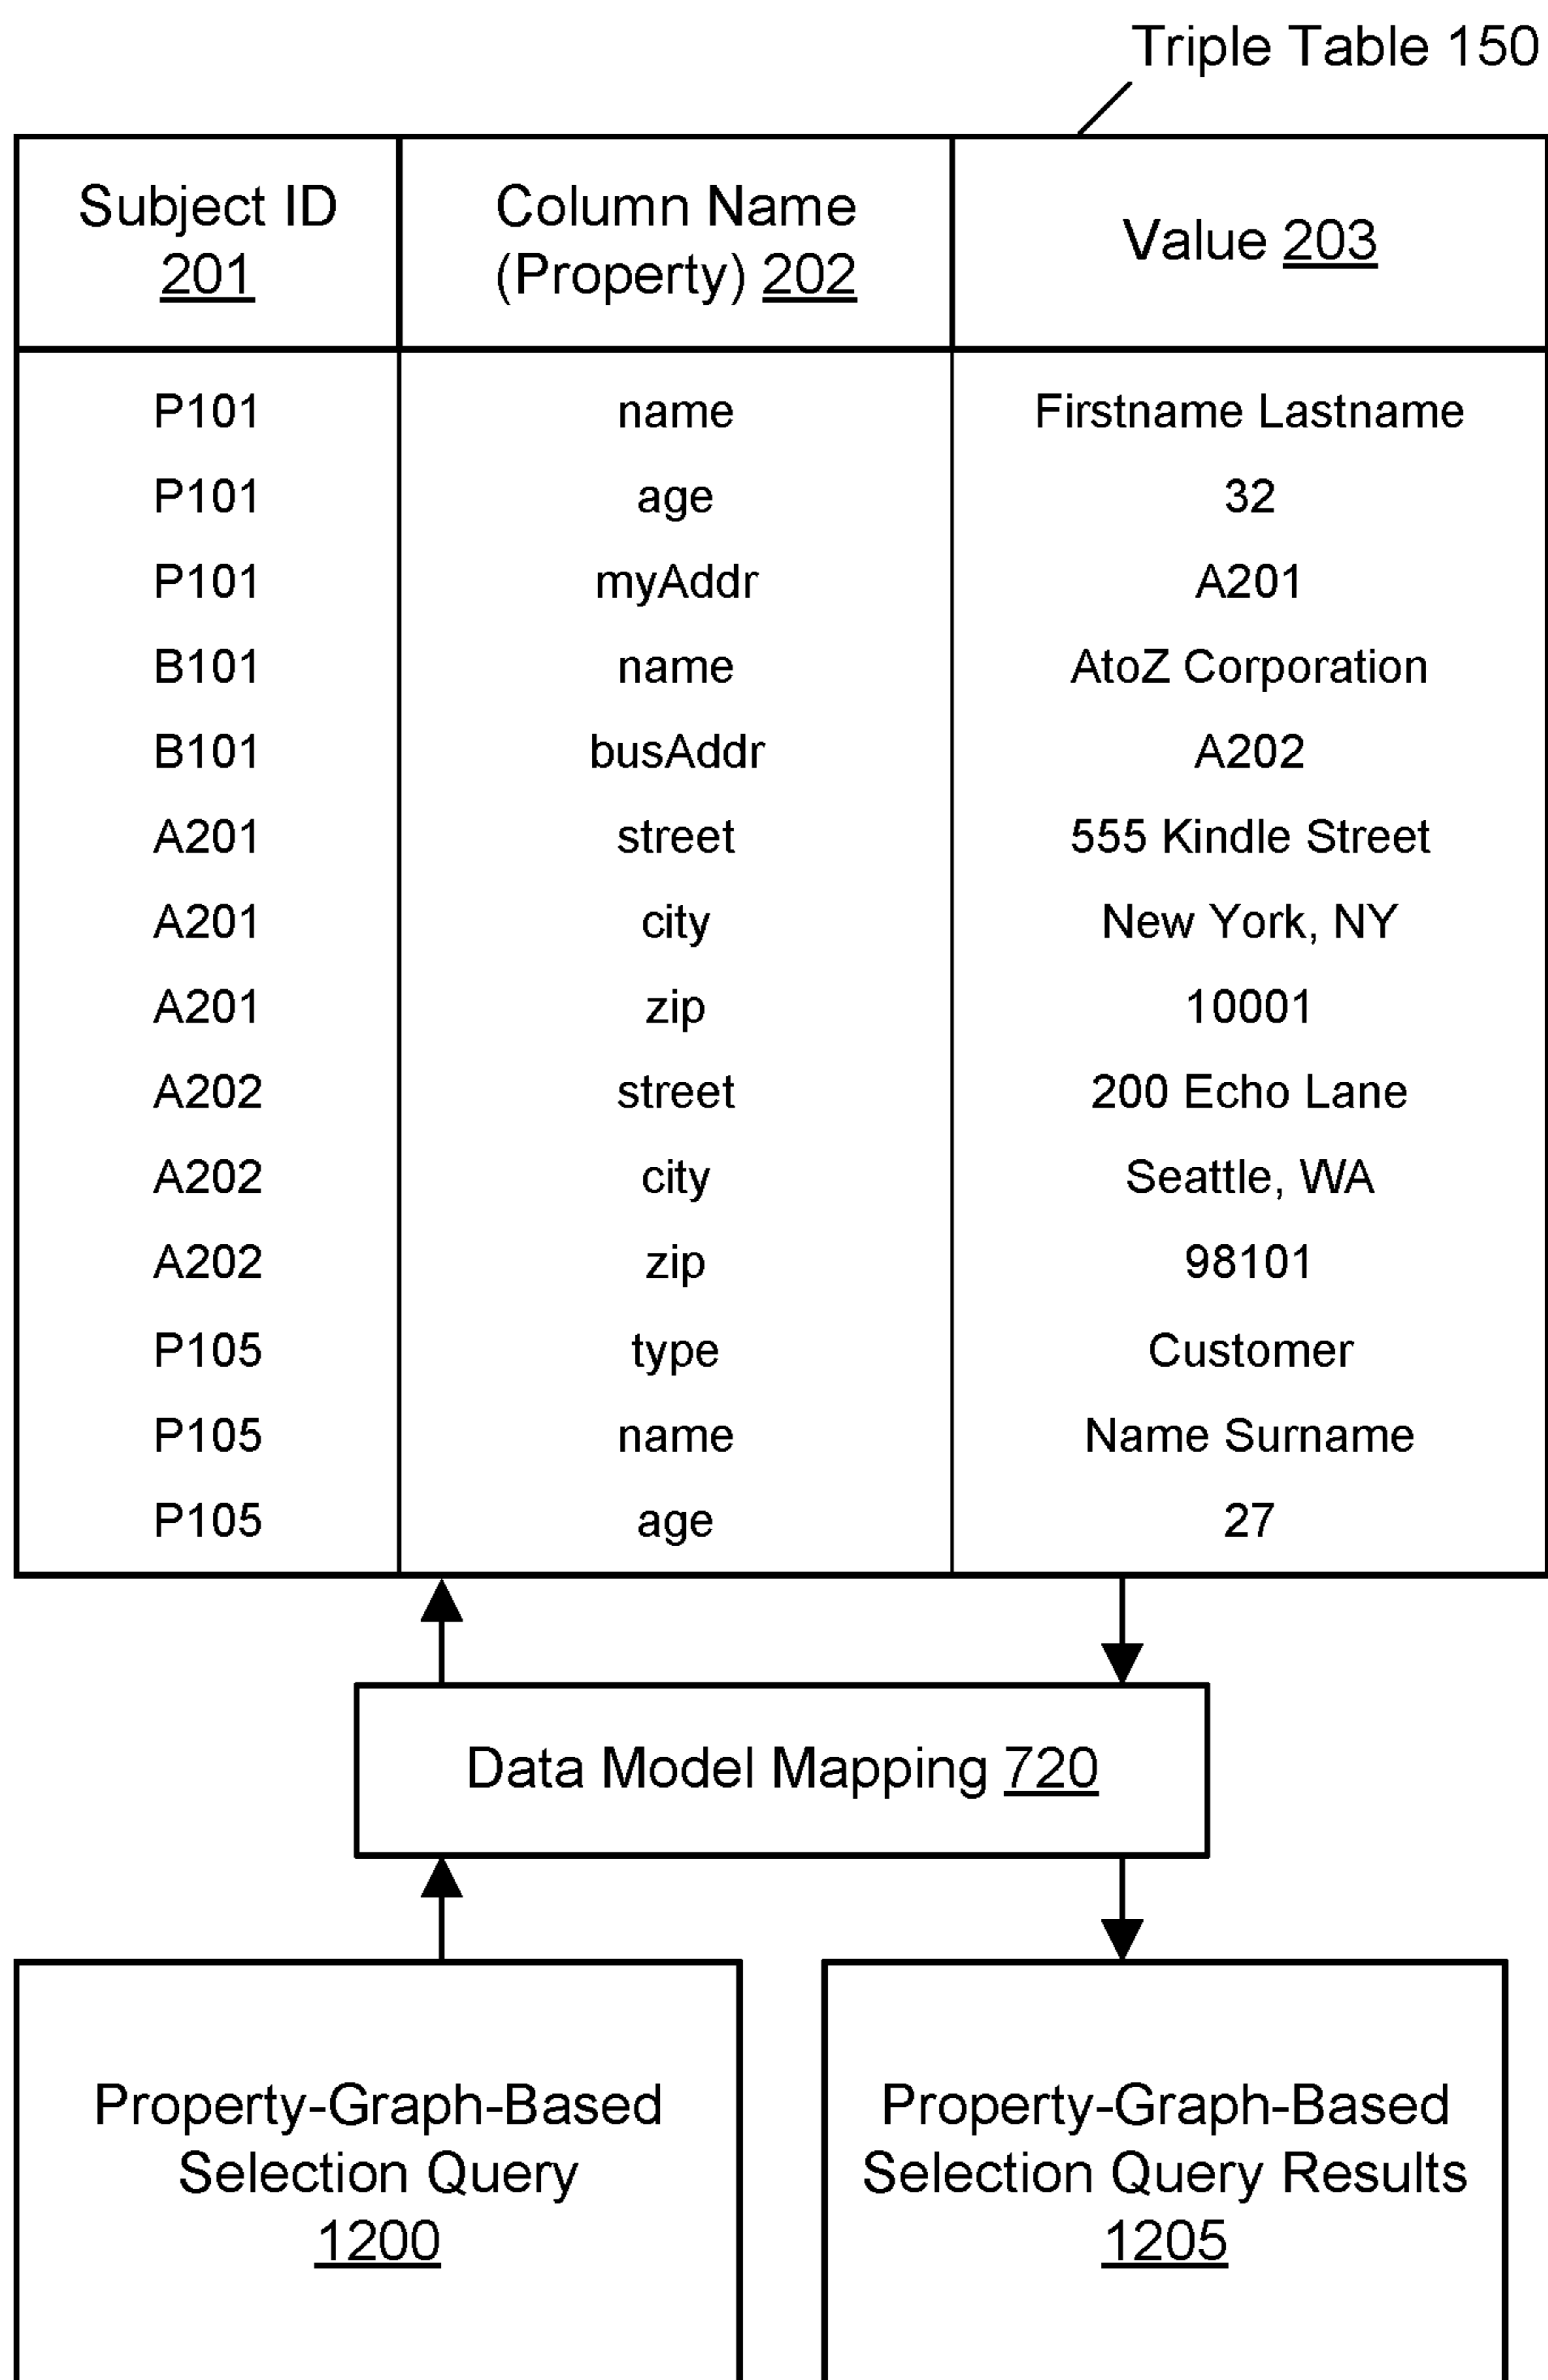 Triple Table 150
Subject ID Column Name Value 203
201 (Property) 202
P101 name Firstname Lastname
P101 age 32
P101 myAddr A201
B101 name AtoZ Corporation
B101 busAddr A202
A201 street 555 Kindle Street
A201 city New York, NY
A201 zip 10001
A202 street 200 Echo Lane
A202 city Seattle, WA
A202 zip 98101
P105 type Customer
P105 name Name Surname
P105 age 27
Data Model Mapping 720
Property-Graph-Based
Selection Query
1200
Property-Graph-Based
Selection Query Results
1205